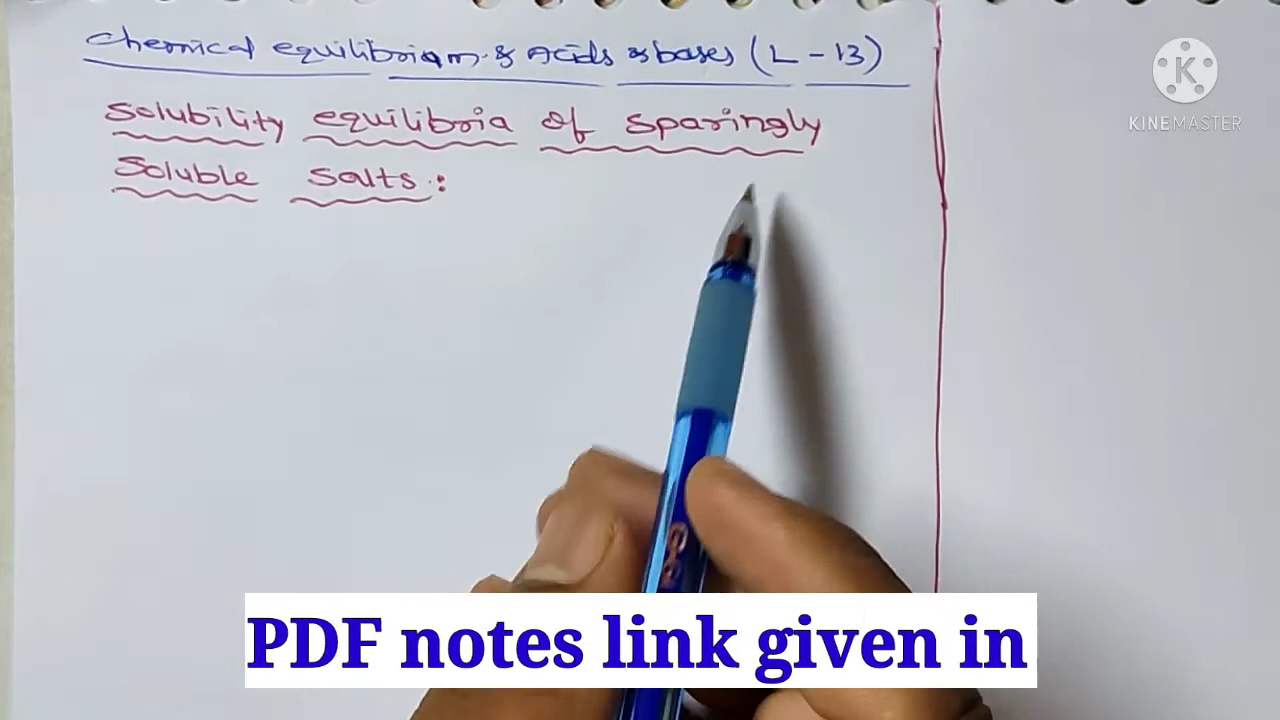 Chemical equilibrium & Acids & bases (L - 13)
Solubility equilibria of Sparingly
Soluble Salts:
KINEMASTER
PDF notes link given in